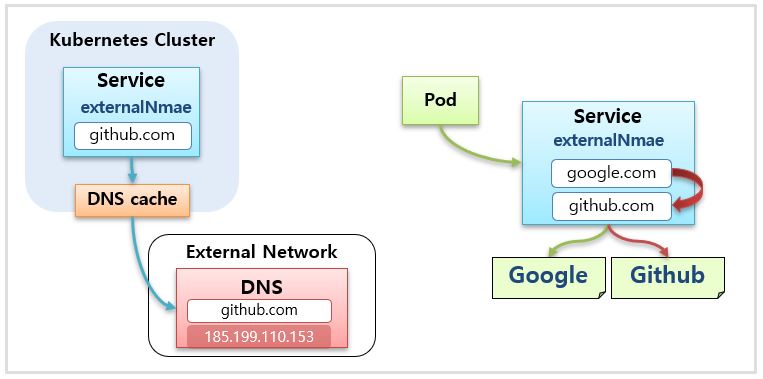 Kubernetes Cluster
Service
externalNmae
github.com
DNS cache
External Network
DNS
github.com
185.199.110.153
Pod
Service
externalNmae
google.com
github.com
Google
Github